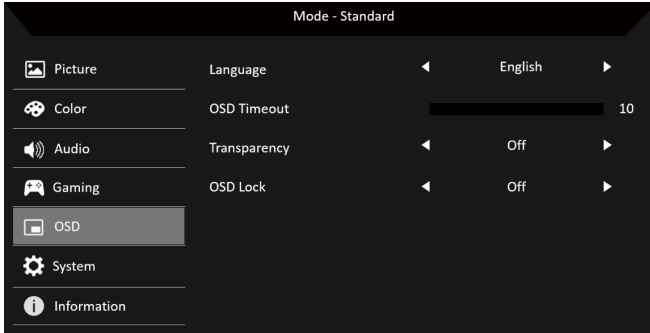 Mode - Standard
Picture
Color
Audio
Gaming
OSD
System
Information
Language English
OSD Timeout 10
Transparency Off
OSD Lock Off